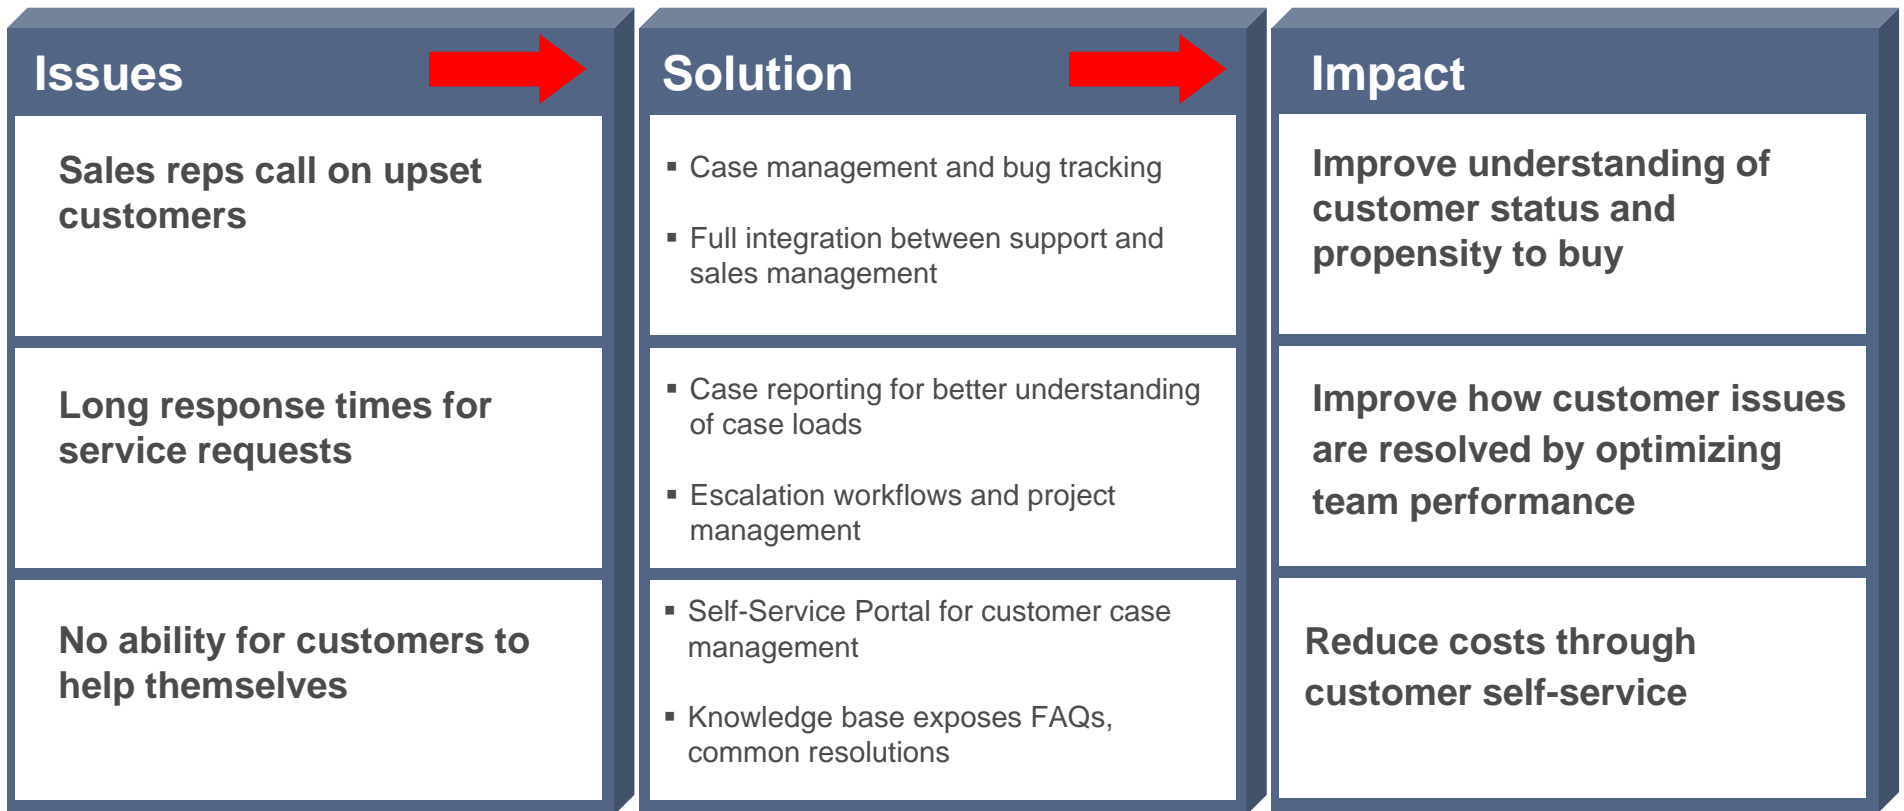 Issues
Solution
Impact
Sales reps call on upset
customers
▪ Case management and bug tracking
▪ Full integration between support and
sales management
Improve understanding of
customer status and
propensity to buy
Long response times for
service requests
▪ Case reporting for better understanding
of case loads
▪ Escalation workflows and project
management
Improve how customer issues
are resolved by optimizing
team performance
No ability for customers to
help themselves
▪ Self-Service Portal for customer case
management
▪ Knowledge base exposes FAQs,
common resolutions
Reduce costs through
customer self-service